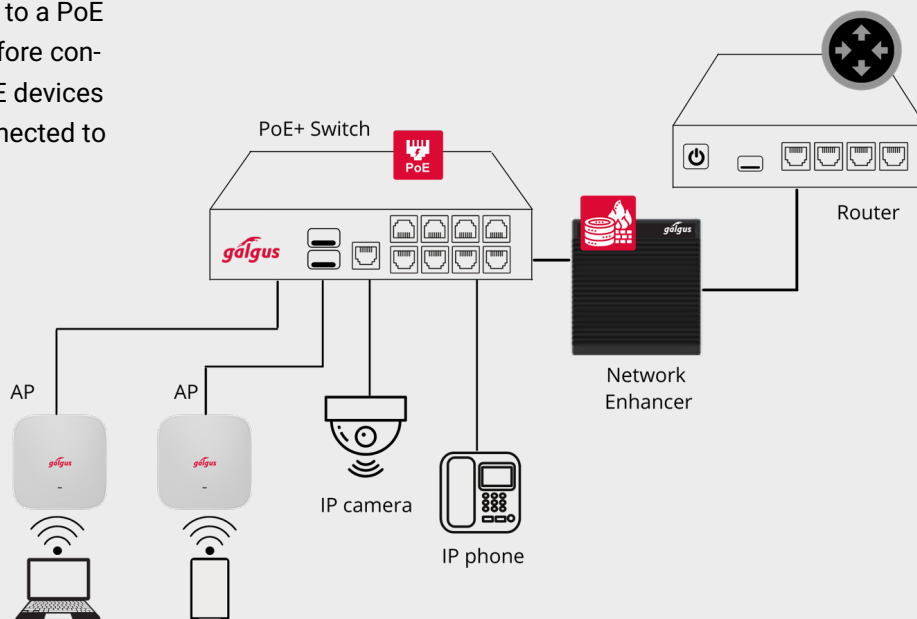 to a PoE
fore con-
E devices
nected to
PoE+ Switch
PoE
galgus
galgus
Router
Network
Enhancer
AP
AP
galgus
galgus
IP camera
IP phone